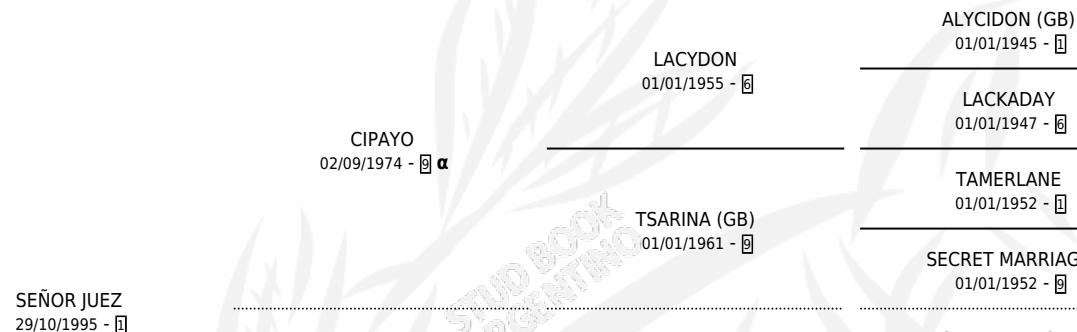 ALYCIDON (GB)
01/01/1945 - 1
LACYDON
01/01/1955 - 6
LACKADAY
01/01/1947 - 6
CIPAYO
02/09/1974 - 9 α
TAMERLANE
01/01/1952 - 1
TSARINA (GB)
01/01/1961 - 9
SECRET MARRIAG
01/01/1952 - 9
SEÑOR JUEZ
29/10/1995 - 1
STUD BOOK
ARGENTINO